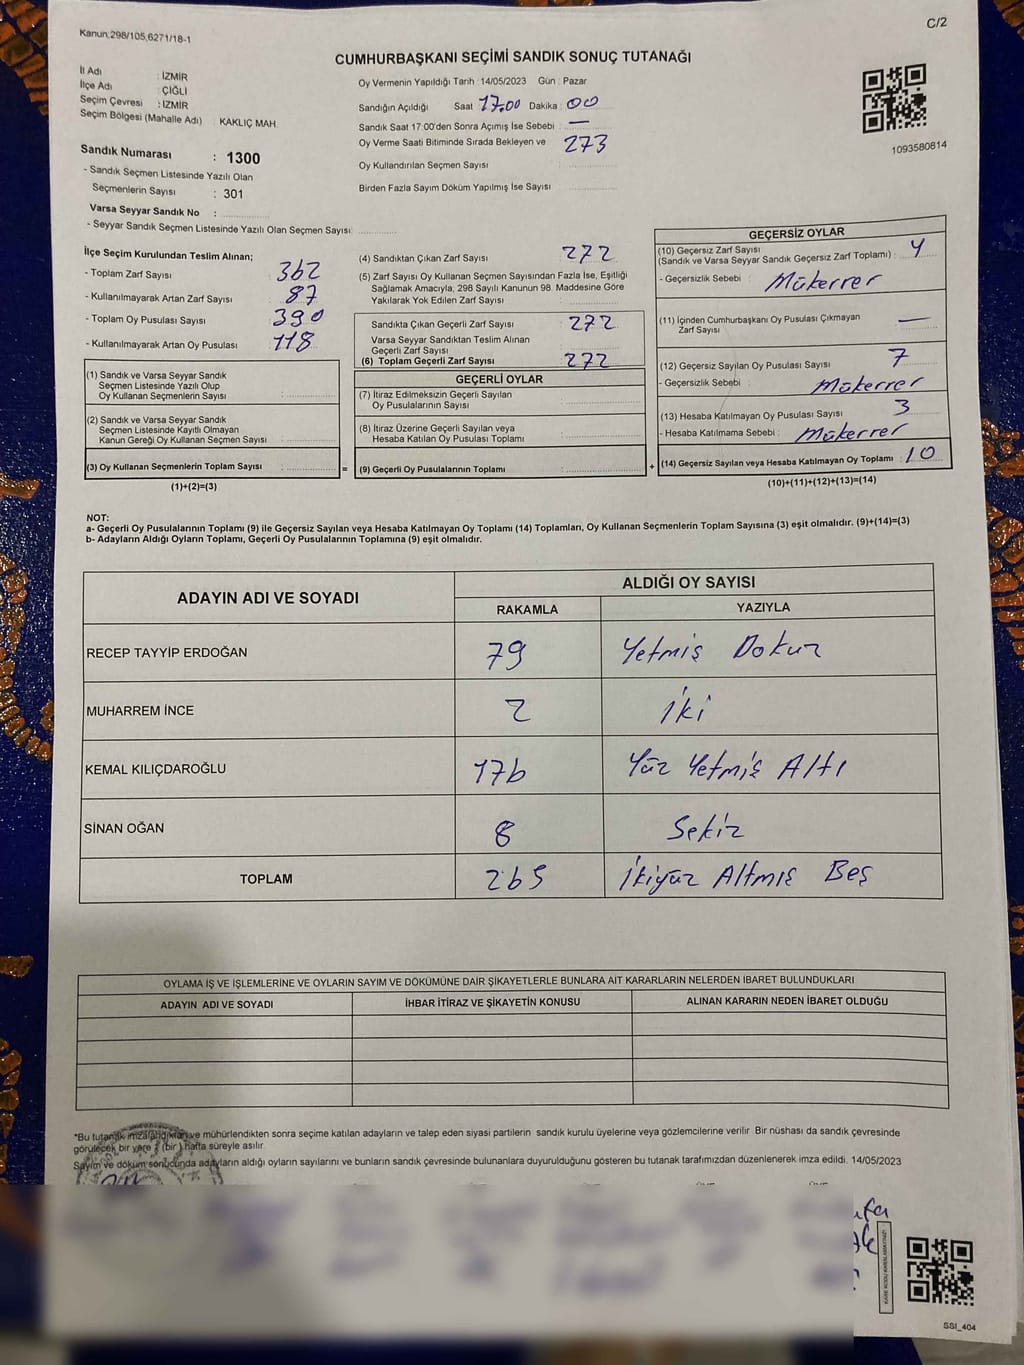 Kanun.298/105,6271/18-1
C/2
CUMHURBAŞKANI SEÇİMİ SANDIK SONUÇ TUTANAĞI
İl Adı : İZMİR
İlçe Adı : ÇİĞLİ
Seçim Çevresi : İZMİR
Seçim Bölgesi (Mahalle Adı) : KAKLIÇ MAH.
Sandık Numarası : 1300
- Sandık Seçmen Listesinde Yazılı Olan
Seçmenlerin Sayısı : 301
Varsa Seyyar Sandık No :
- Seyyar Sandık Seçmen Listesinde Yazılı Olan Seçmen Sayısı :
Oy Vermenin Yapıldığı Tarih : 14/05/2023 Gün : Pazar
Sandığın Açıldığı Saat 17.00 Dakika : 00
Sandık Saat 17:00'den Sonra Açımış İse Sebebi : —
Oy Verme Saati Bitiminde Sırada Bekleyen ve 273
Oy Kullandırılan Seçmen Sayısı :
Birden Fazla Sayım Döküm Yapılmış İse Sayısı :
1093580814
İlçe Seçim Kurulundan Teslim Alınan;
- Toplam Zarf Sayısı : 362
- Kullanılmayarak Artan Zarf Sayısı : 87
- Toplam Oy Pusulası Sayısı : 390
- Kullanılmayarak Artan Oy Pusulası : 118
(1) Sandık ve Varsa Seyyar Sandık
Seçmen Listesinde Yazılı Olup
Oy Kullanan Seçmenlerin Sayısı :
(2) Sandık ve Varsa Seyyar Sandık
Seçmen Listesinde Kayıtlı Olmayan
Kanun Gereği Oy Kullanan Seçmen Sayısı :
(3) Oy Kullanan Seçmenlerin Toplam Sayısı : =
(1)+(2)=(3)
(4) Sandıktan Çıkan Zarf Sayısı : 272
(5) Zarf Sayısı Oy Kullanan Seçmen Sayısından Fazla İse, Eşitliği
Sağlamak Amacıyla, 298 Sayılı Kanunun 98. Maddesine Göre
Yakılarak Yok Edilen Zarf Sayısı :
Sandıkta Çıkan Geçerli Zarf Sayısı : 272
Varsa Seyyar Sandıktan Teslim Alınan
Geçerli Zarf Sayısı :
(6) Toplam Geçerli Zarf Sayısı : 272
GEÇERLİ OYLAR
(7) İtiraz Edilmeksizin Geçerli Sayılan
Oy Pusulalarının Sayısı :
(8) İtiraz Üzerine Geçerli Sayılan veya
Hesaba Katılan Oy Pusulası Toplamı :
(9) Geçerli Oy Pusulalarının Toplamı : +
GEÇERSİZ OYLAR
(10) Geçersiz Zarf Sayısı
(Sandık ve Varsa Seyyar Sandık Geçersiz Zarf Toplamı) : 4
- Geçersizlik Sebebi : Mükerrer
(11) İçinden Cumhurbaşkanı Oy Pusulası Çıkmayan
Zarf Sayısı : —
(12) Geçersiz Sayılan Oy Pusulası Sayısı : 7
- Geçersizlik Sebebi : Mükerrer
(13) Hesaba Katılmayan Oy Pusulası Sayısı : 3
- Hesaba Katılmama Sebebi : Mükerrer
(14) Geçersiz Sayılan veya Hesaba Katılmayan Oy Toplamı : 10
(10)+(11)+(12)+(13)=(14)
NOT:
a- Geçerli Oy Pusulalarının Toplamı (9) ile Geçersiz Sayılan veya Hesaba Katılmayan Oy Toplamı (14) Toplamları, Oy Kullanan Seçmenlerin Toplam Sayısına (3) eşit olmalıdır. (9)+(14)=(3)
b- Adayların Aldığı Oyların Toplamı, Geçerli Oy Pusulalarının Toplamına (9) eşit olmalıdır.
ADAYIN ADI VE SOYADI
ALDIĞI OY SAYISI
RAKAMLA YAZIYLA
RECEP TAYYİP ERDOĞAN 79 Yetmiş Dokuz
MUHARREM İNCE 2 İki
KEMAL KILIÇDAROĞLU 176 Yüz Yetmiş Altı
SİNAN OĞAN 8 Sekiz
TOPLAM 265 İkiyüz Altmış Beş
OYLAMA İŞ VE İŞLEMLERİNE VE OYLARIN SAYIM VE DÖKÜMÜNE DAİR ŞİKAYETLERLE BUNLARA AİT KARARLARIN NELERDEN İBARET BULUNDUKLARI
ADAYIN ADI VE SOYADI İHBAR İTİRAZ VE ŞİKAYETİN KONUSU ALINAN KARARIN NEDEN İBARET OLDUĞU
*Bu tutanak imzalandıktan ve mühürlendikten sonra seçime katılan adayların ve talep eden siyasi partilerin sandık kurulu üyelerine veya gözlemcilerine verilir. Bir nüshası da sandık çevresinde
görülecek bir yere 1 (bir) hafta süreyle asılır.
Sayım ve döküm sonucunda adayların aldığı oyların sayılarını ve bunların sandık çevresinde bulunanlara duyurulduğunu gösteren bu tutanak tarafımızdan düzenlenerek imza edildi. 14/05/2023
SSI_404